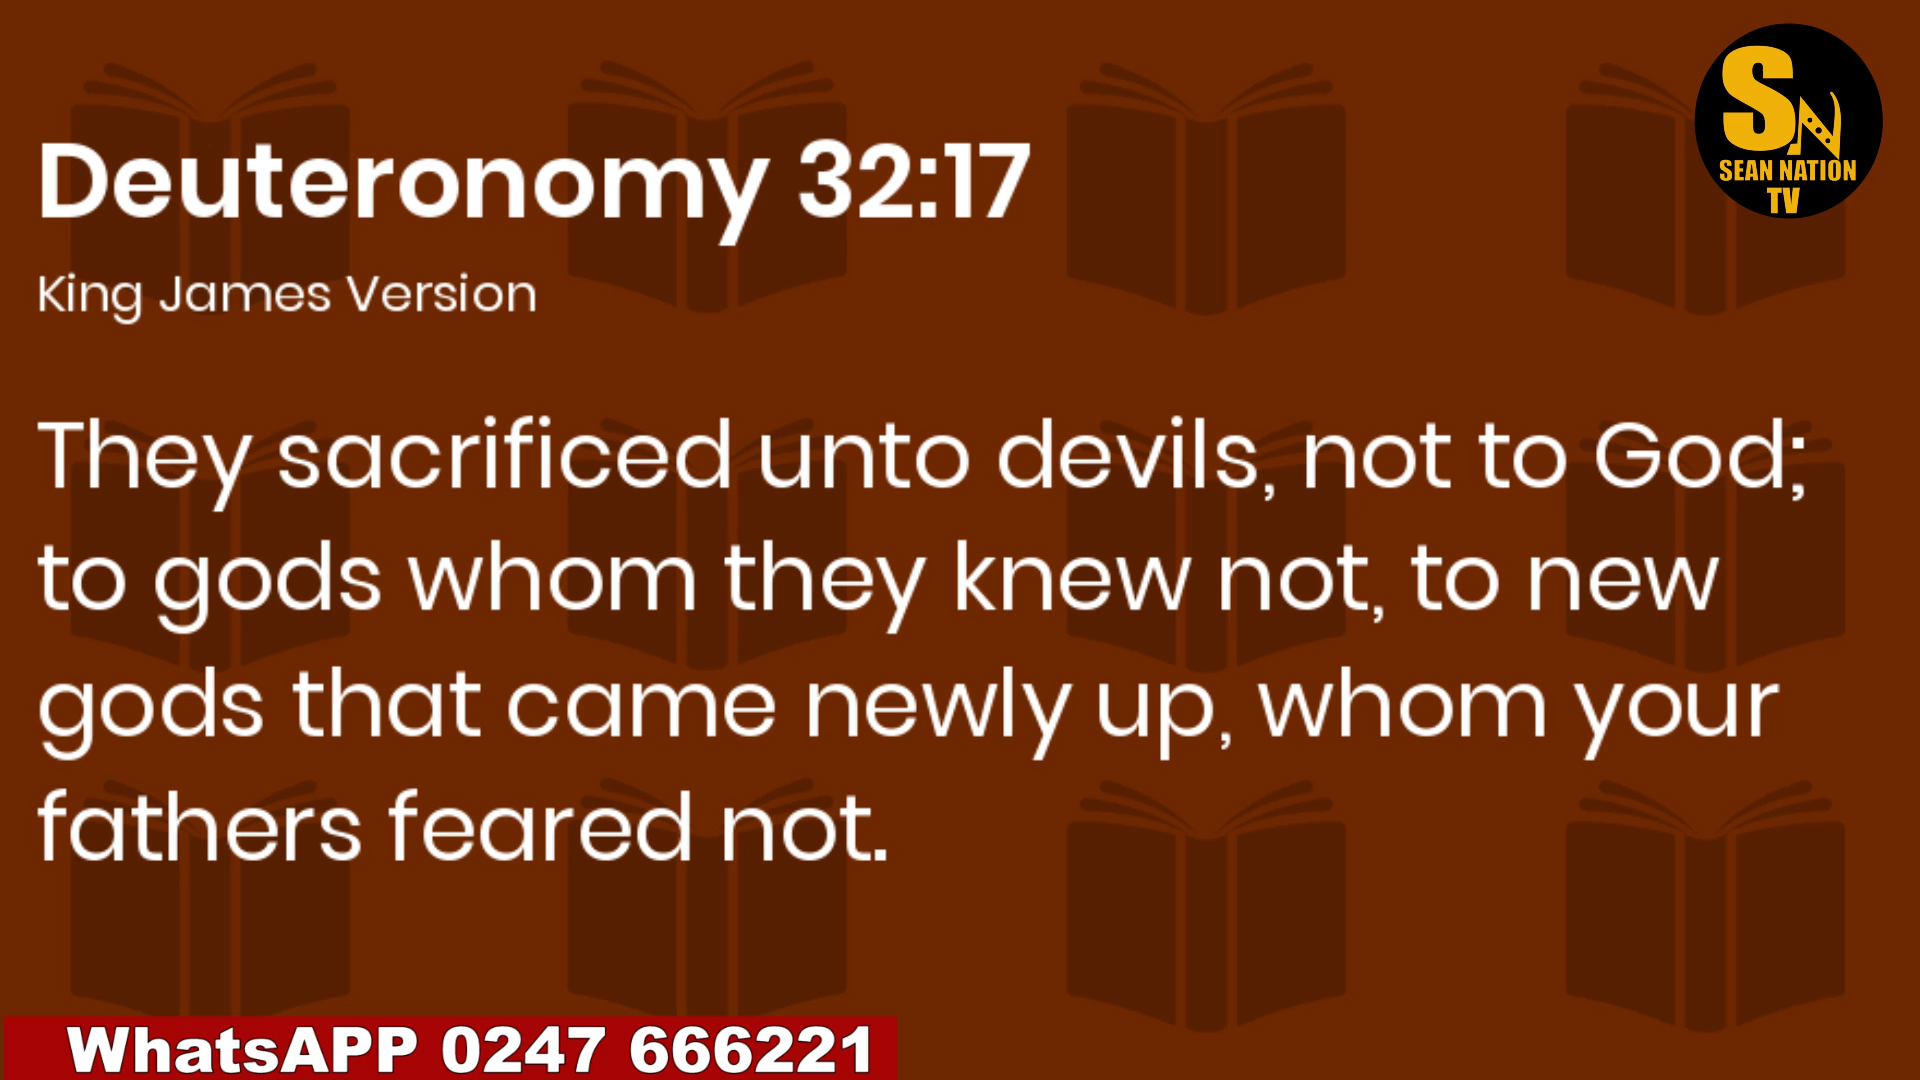 SN
SEAN NATION
TV
Deuteronomy 32:17
King James Version
They sacrificed unto devils, not to God;
to gods whom they knew not, to new
gods that came newly up, whom your
fathers feared not.
WhatsAPP 0247 666221